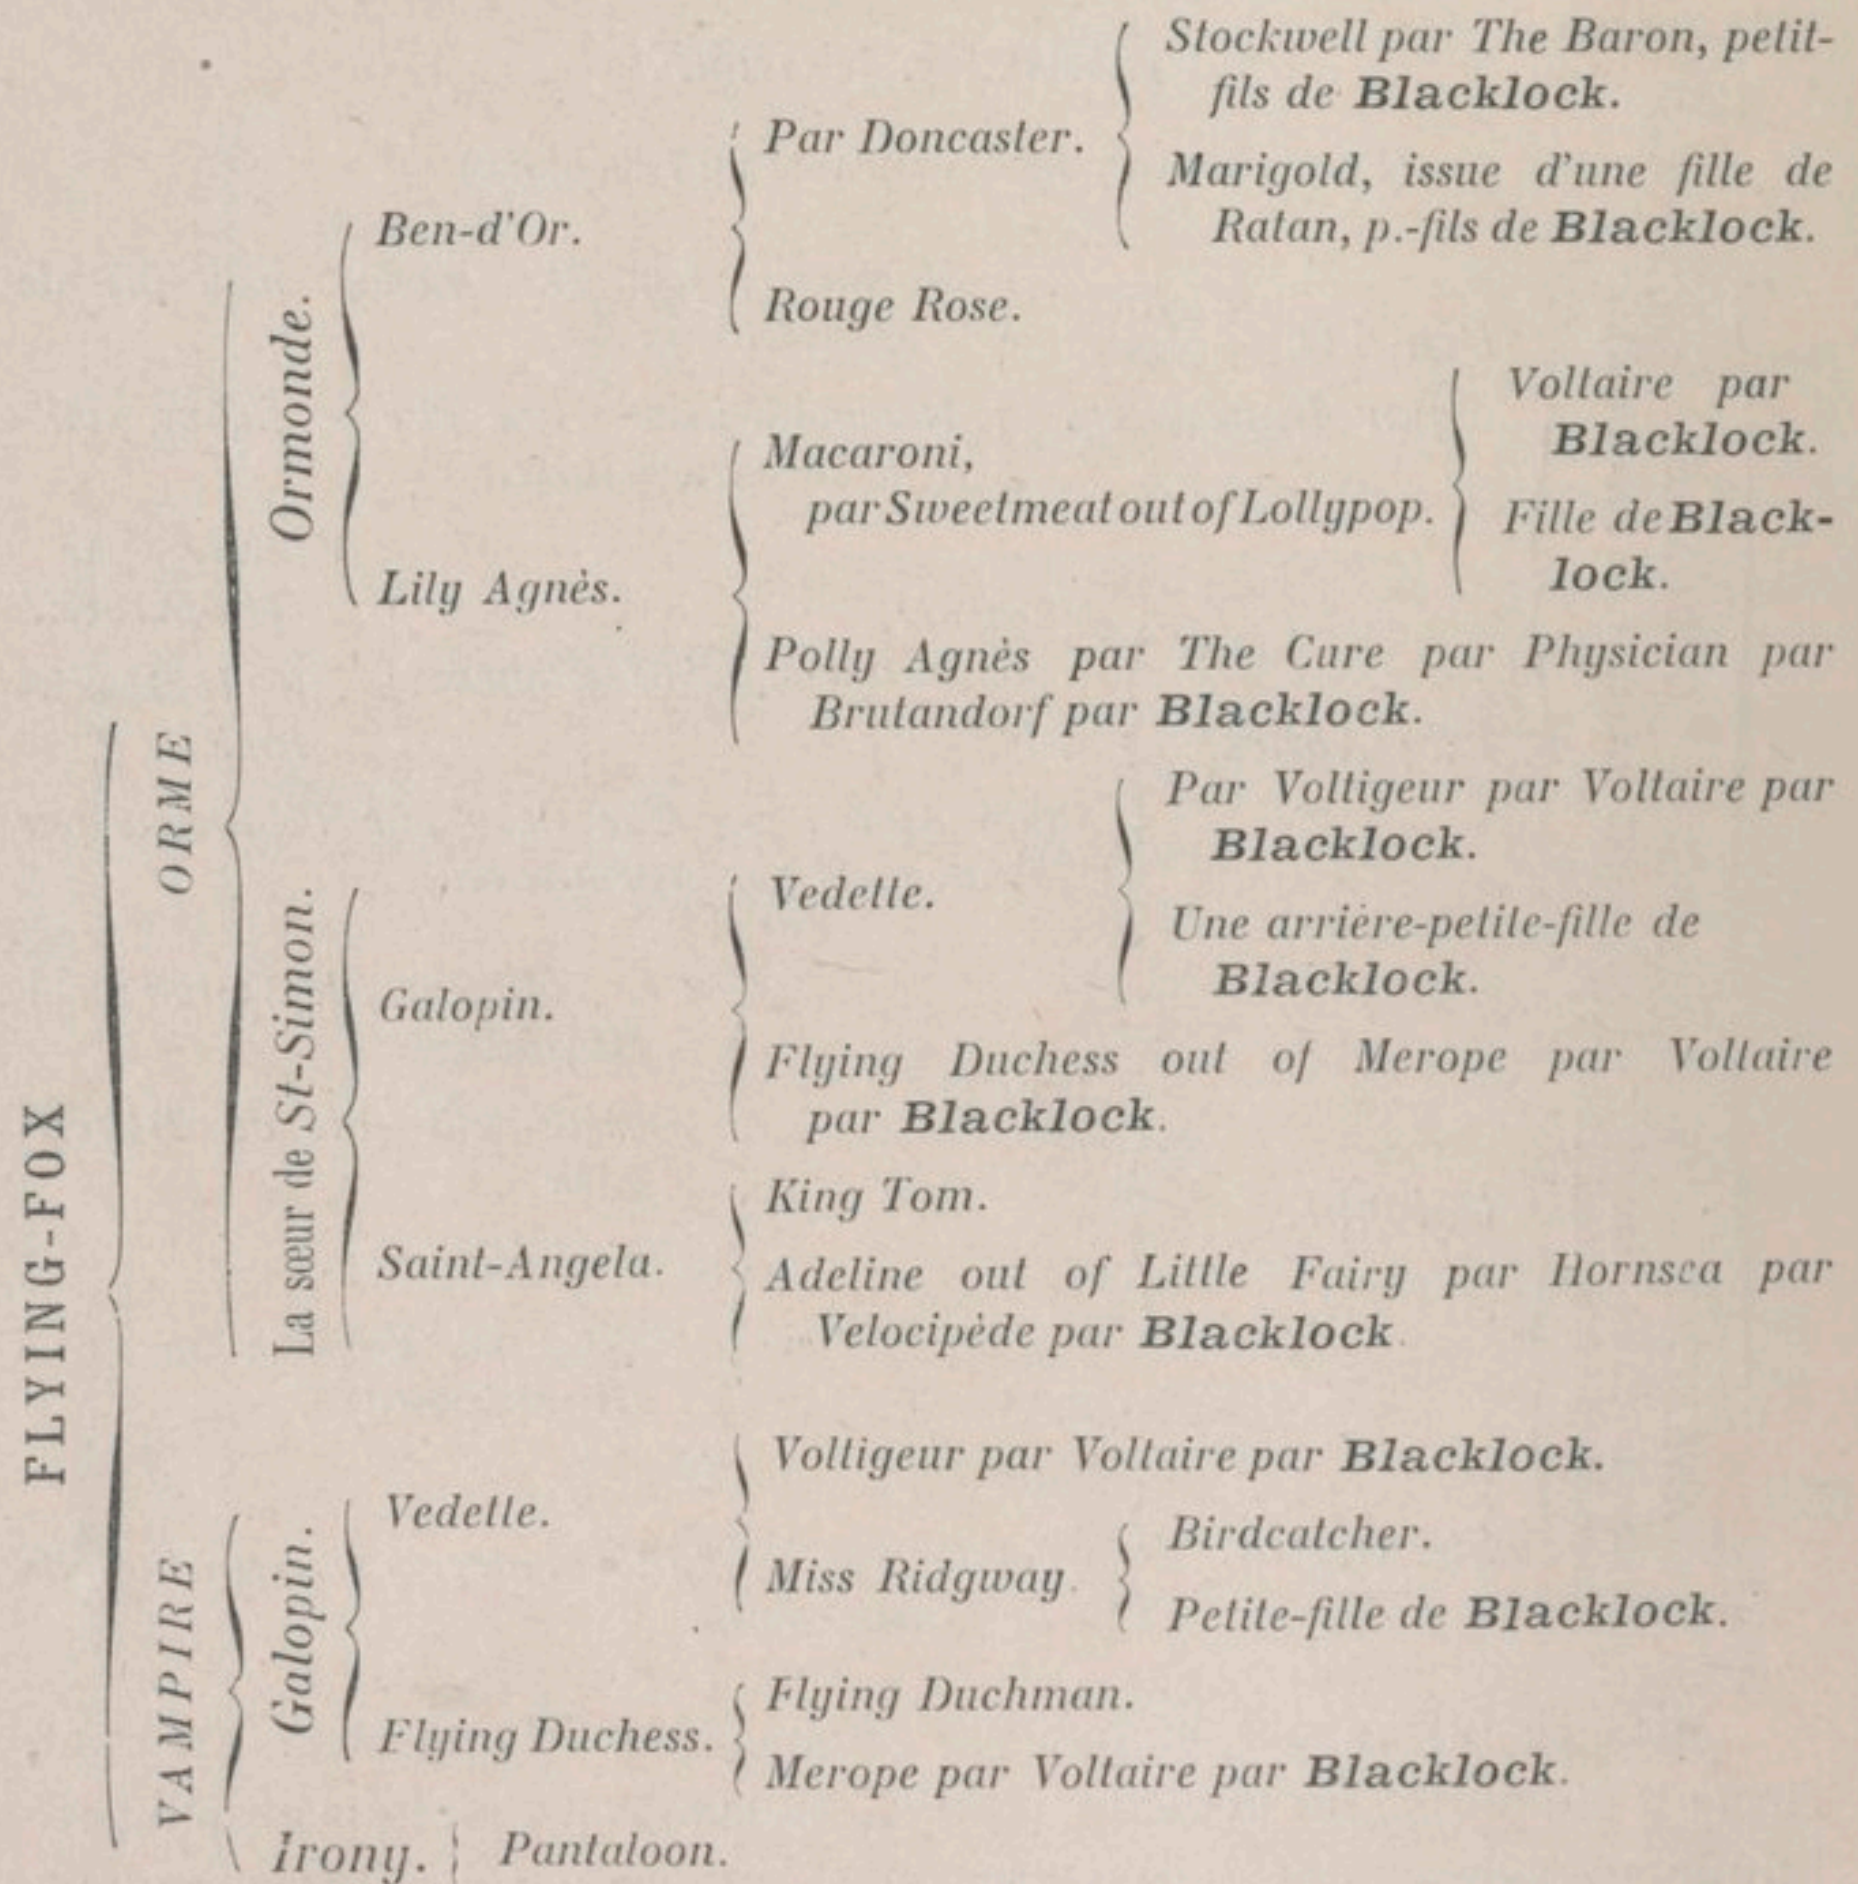 FLYING-FOX
ORME
Ormonde.
Ben-d'Or.
Par Doncaster.
Stockwell par The Baron, petit-
fils de Blacklock.
Marigold, issue d'une fille de
Ratan, p.-fils de Blacklock.
Rouge Rose.
Lily Agnès.
Macaroni,
par Sweetmeat out of Lollypop.
Voltaire par
Blacklock.
Fille de Black-
lock.
Polly Agnès par The Cure par Physician par
Brutandorf par Blacklock.
La sœur de St-Simon.
Galopin.
Vedette.
Par Voltigeur par Voltaire par
Blacklock.
Une arrière-petite-fille de
Blacklock.
Flying Duchess out of Merope par Voltaire
par Blacklock.
Saint-Angela.
King Tom.
Adeline out of Little Fairy par Hornsea par
Velocipède par Blacklock
VAMPIRE
Galopin.
Vedette.
Voltigeur par Voltaire par Blacklock.
Miss Ridgway.
Birdcatcher.
Petite-fille de Blacklock.
Flying Duchess.
Flying Duchman.
Merope par Voltaire par Blacklock.
Irony.
Pantaloon.